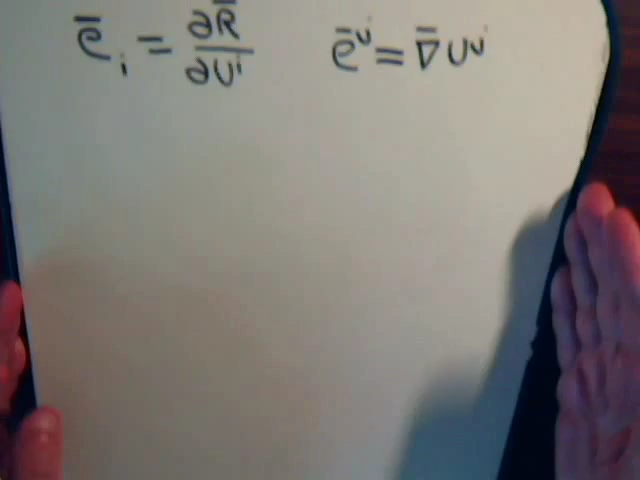 ē_i = ∂R̄/∂U^i    ē^j = ∇̄U^j